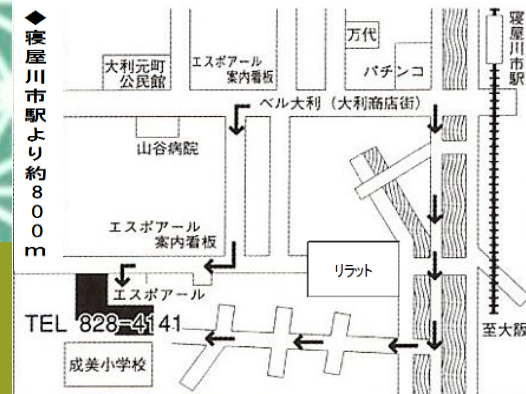 ◆寝屋川市駅より約800m
寝屋川市駅
万代
パチンコ
大利元町
公民館
エスポアール
案内看板
ベル大利(大利商店街)
山谷病院
エスポアール
案内看板
リラット
エスポアール
TEL 828-4141
至大阪
成美小学校